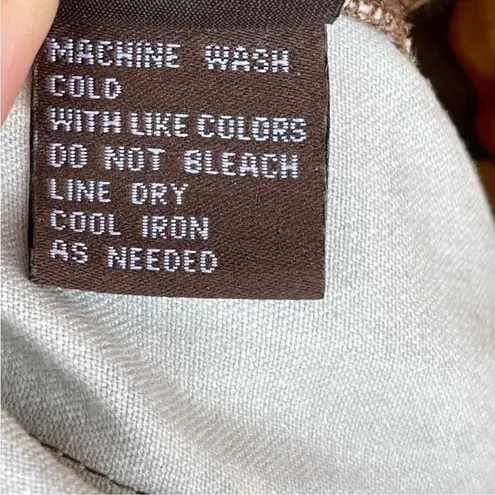 MACHINE WASH
COLD
WITH LIKE COLORS
DO NOT BLEACH
LINE DRY
COOL IRON
AS NEEDED